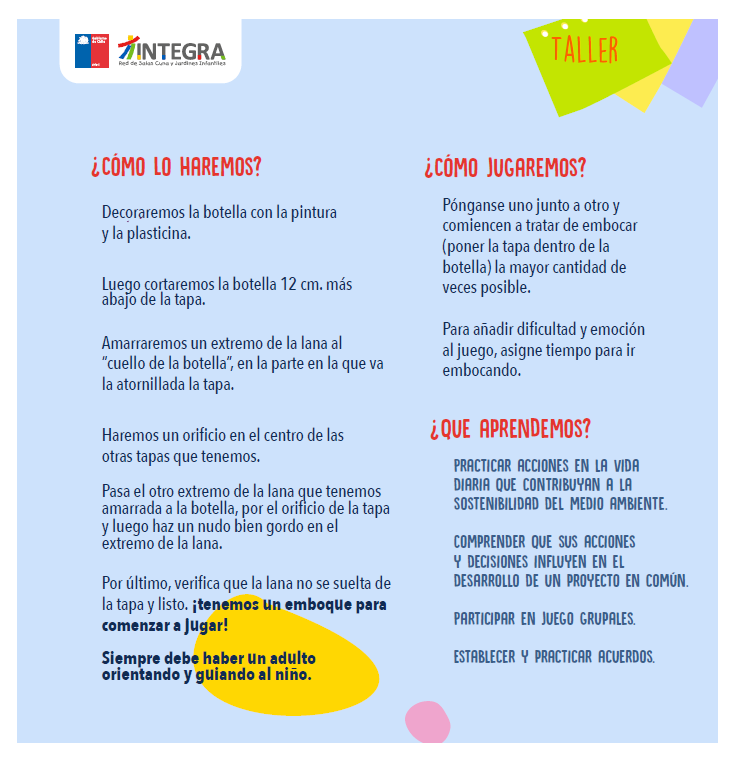 INTEGRA
Red de Salas Cuna y Jardines Infantiles
TALLER
¿CÓMO LO HAREMOS?
Decoraremos la botella con la pintura
y la plasticina.
Luego cortaremos la botella 12 cm. más
abajo de la tapa.
Amarraremos un extremo de la lana al
“cuello de la botella”, en la parte en la que va
la atornillada la tapa.
Haremos un orificio en el centro de las
otras tapas que tenemos.
Pasa el otro extremo de la lana que tenemos
amarrada a la botella, por el orificio de la tapa
y luego haz un nudo bien gordo en el
extremo de la lana.
Por último, verifica que la lana no se suelta de
la tapa y listo. ¡tenemos un emboque para
comenzar a jugar!
Siempre debe haber un adulto
orientando y guiando al niño.
¿CÓMO JUGAREMOS?
Pónganse uno junto a otro y
comiencen a tratar de embocar
(poner la tapa dentro de la
botella) la mayor cantidad de
veces posible.
Para añadir dificultad y emoción
al juego, asigne tiempo para ir
embocando.
¿QUE APRENDEMOS?
PRACTICAR ACCIONES EN LA VIDA
DIARIA QUE CONTRIBUYAN A LA
SOSTENIBILIDAD DEL MEDIO AMBIENTE.
COMPRENDER QUE SUS ACCIONES
Y DECISIONES INFLUYEN EN EL
DESARROLLO DE UN PROYECTO EN COMÚN.
PARTICIPAR EN JUEGO GRUPALES.
ESTABLECER Y PRACTICAR ACUERDOS.